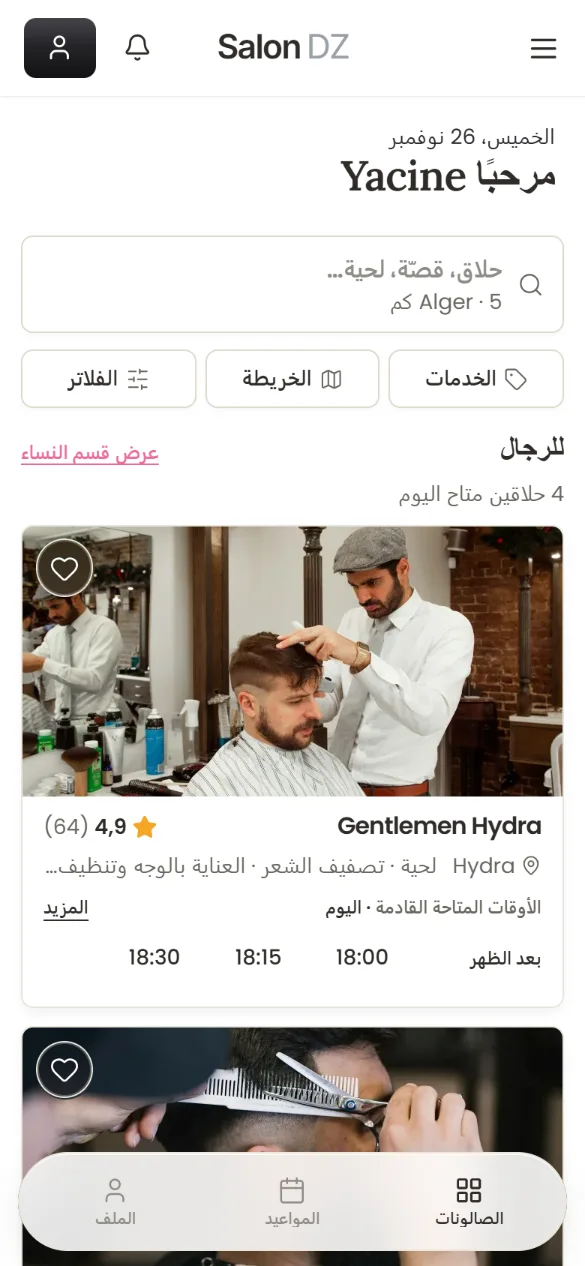 Salon DZ
الخميس، 26 نوفمبر
مرحبًا Yacine
حلاق، قصّة، لحية...
Alger · 5 كم
الخدمات
الخريطة
الفلاتر
للرجال
عرض قسم النساء
4 حلاقين متاح اليوم
Gentlemen Hydra
4,9 (64)
Hydra لحية · تصفيف الشعر · العناية بالوجه وتنظيف...
الأوقات المتاحة القادمة · اليوم
المزيد
بعد الظهر 18:00 18:15 18:30
الصالونات
المواعيد
الملف